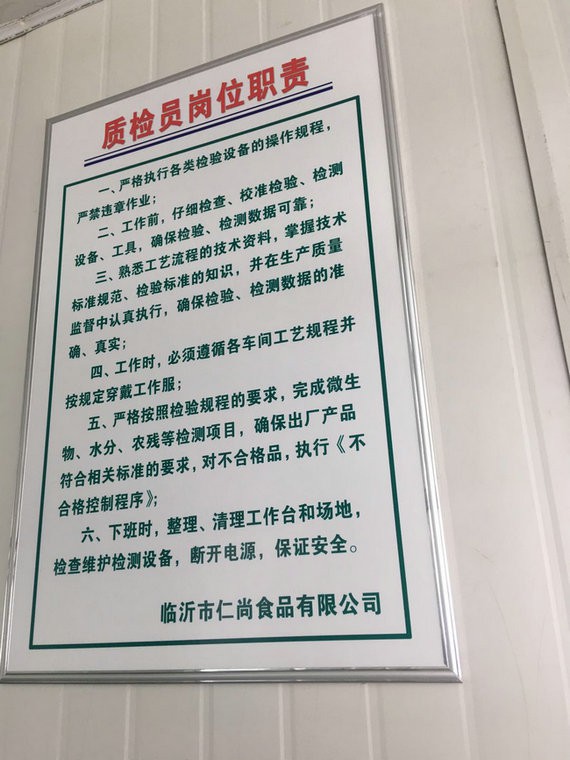 质检员岗位职责
一、严格执行各类检验设备的操作规程，
严禁违章作业；
二、工作前，仔细检查、校准检验、检测
设备、工具，确保检验、检测数据可靠；
三、熟悉工艺流程的技术资料，掌握技术
标准规范、检验标准的知识，并在生产质量
监督中认真执行，确保检验、检测数据的准
确、真实；
四、工作时，必须遵循各车间工艺规程并
按规定穿戴工作服；
五、严格按照检验规程的要求，完成微生
物、水分、农残等检测项目，确保出厂产品
符合相关标准的要求，对不合格品，执行《不
合格控制程序》；
六、下班时，整理、清理工作台和场地，
检查维护检测设备，断开电源，保证安全。
临沂市仁尚食品有限公司